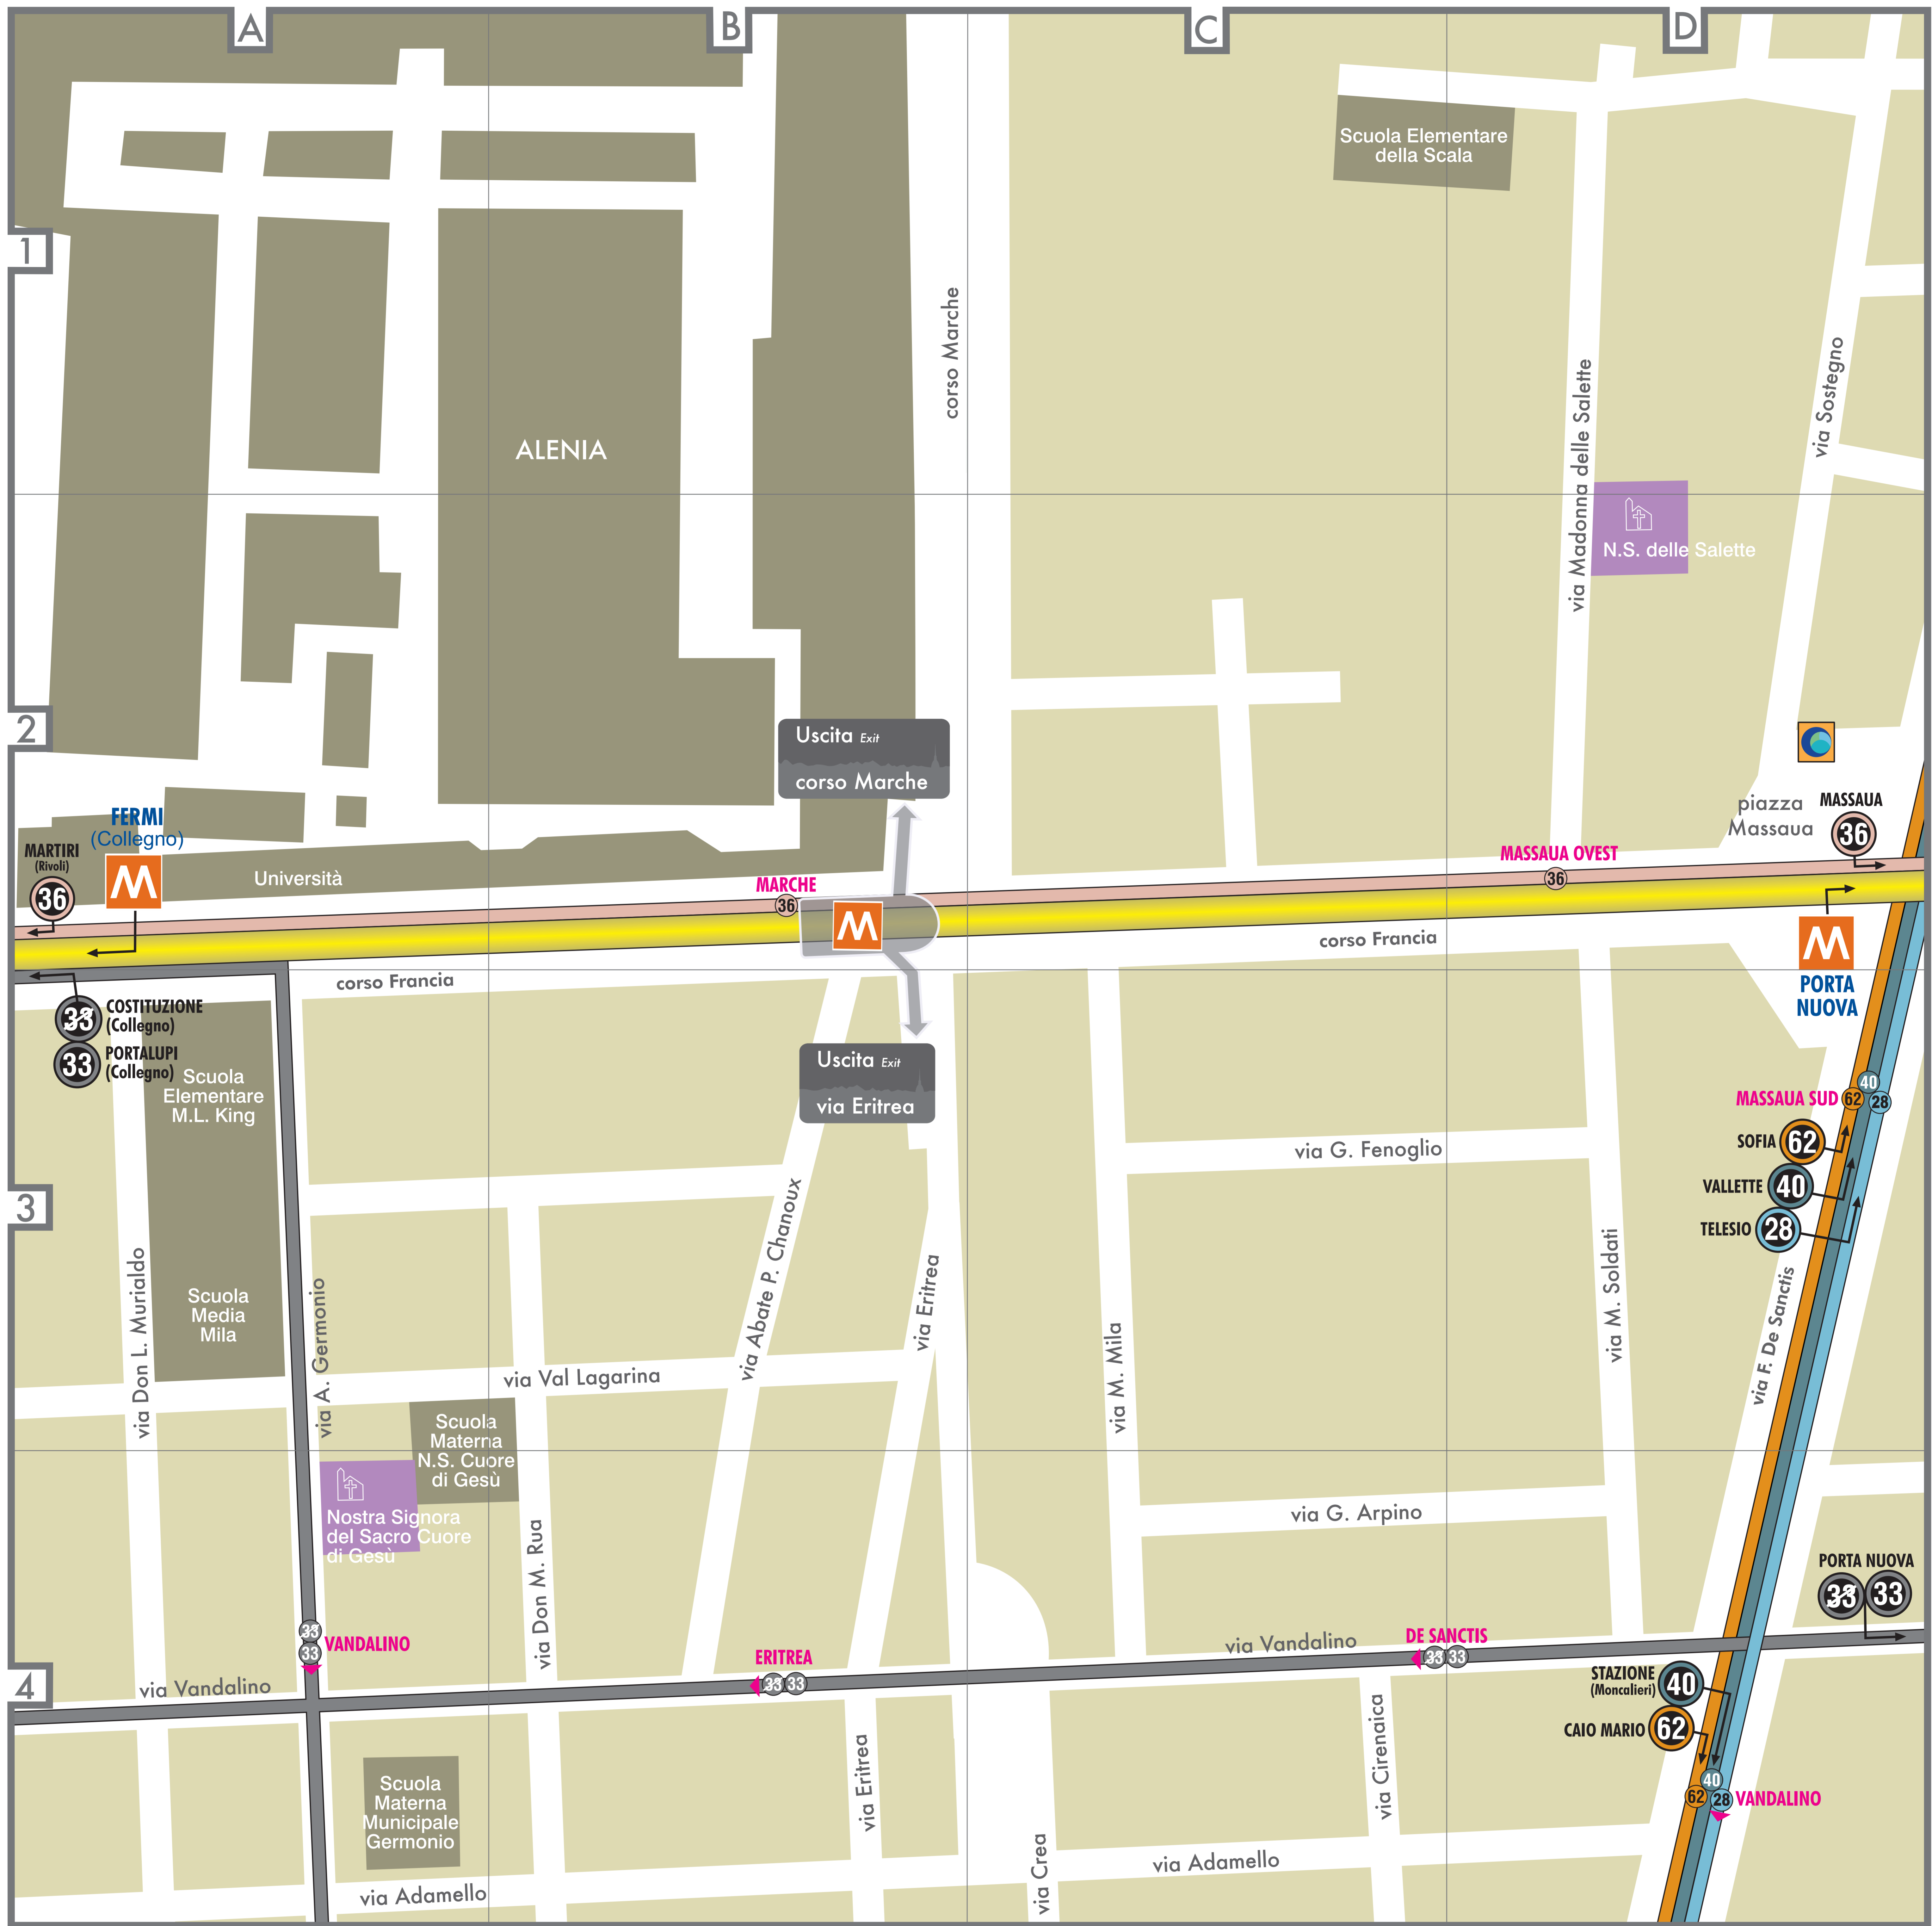 A
B
C
D
1
2
3
4
Scuola Elementare
della Scala
ALENIA
corso Marche
via Madonna delle Salette
via Sostegno
N.S. delle Salette
Uscita Exit
corso Marche
piazza
Massaua
MASSAUA
36
FERMI
(Collegno)
MARTIRI
(Rivoli)
36
M
Università
MARCHE
36
M
MASSAUA OVEST
36
corso Francia
corso Francia
M
PORTA
NUOVA
33
COSTITUZIONE
(Collegno)
33
PORTALUPI
(Collegno)
Scuola
Elementare
M.L. King
Uscita Exit
via Eritrea
MASSAUA SUD
62
40
28
SOFIA
62
VALLETTE
40
TELESIO
28
via G. Fenoglio
Scuola
Media
Mila
via Don L. Murialdo
via A. Germonio
via Abate P. Chanoux
via Eritrea
via M. Mila
via M. Soldati
via F. De Sanctis
via Val Lagarina
Scuola
Materna
N.S. Cuore
di Gesù
Nostra Signora
del Sacro Cuore
di Gesù
via Don M. Rua
via G. Arpino
PORTA NUOVA
33 33
33
33
VANDALINO
ERITREA
33 33
via Vandalino
DE SANCTIS
33 33
via Vandalino
STAZIONE
(Moncalieri)
40
CAIO MARIO
62
40
62
28
VANDALINO
Scuola
Materna
Municipale
Germonio
via Eritrea
via Cirenaica
via Crea
via Adamello
via Adamello